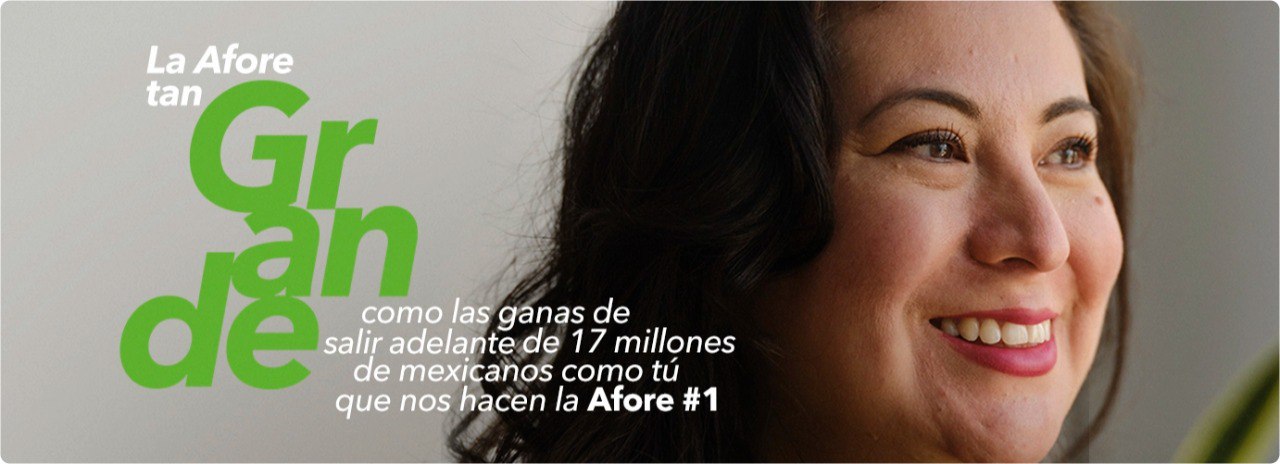 La Afore
tan
Gr
an
de
como las ganas de
salir adelante de 17 millones
de mexicanos como tú
que nos hacen la Afore #1